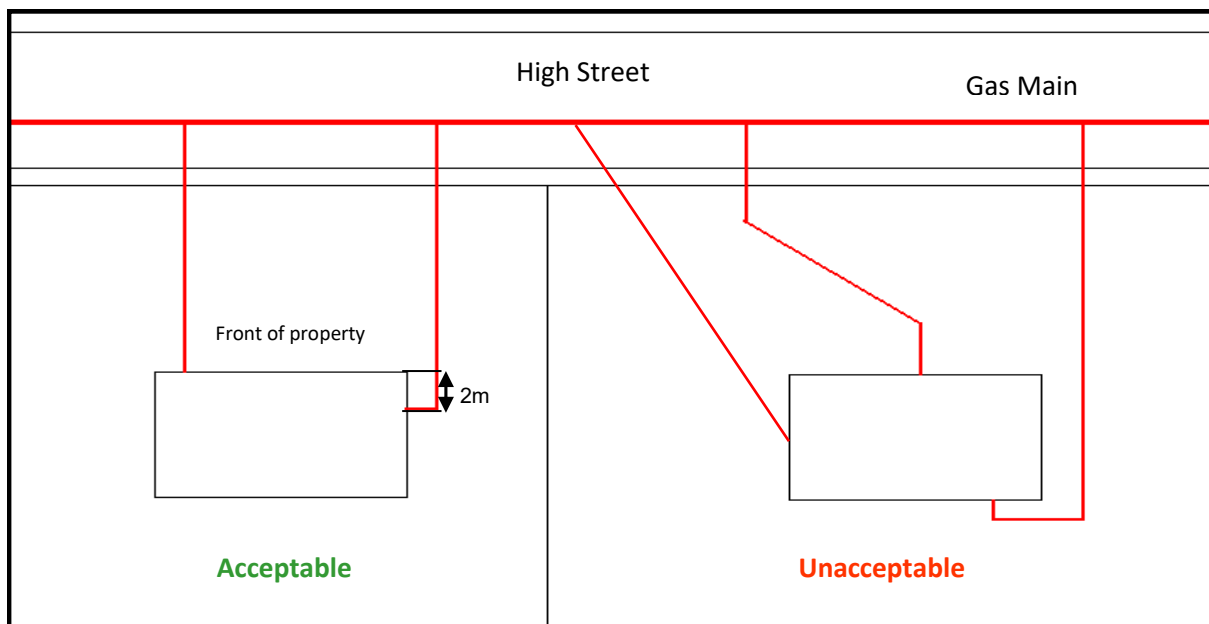 High Street
Gas Main
Front of property
2m
Acceptable
Unacceptable